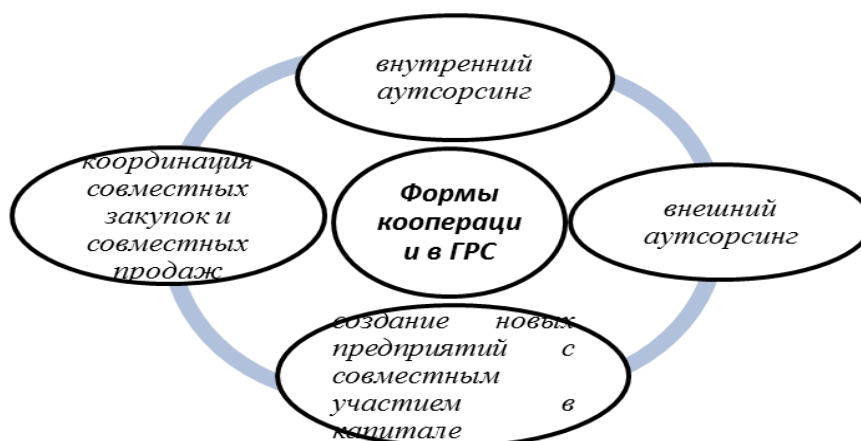 внутренний
аутсорсинг
координация
совместных
закупок и
совместных
продаж
Формы
коопераци
и в ГРС
внешний
аутсорсинг
создание новых
предприятий с
совместным
участием в
капитале